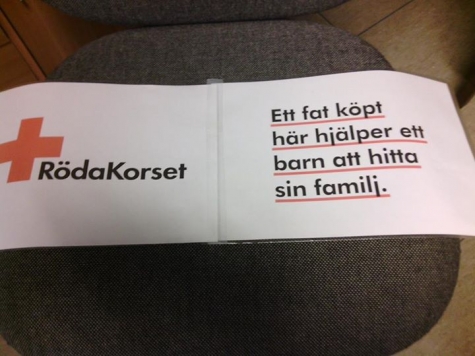 RödaKorset
Ett fat köpt
här hjälper ett
barn att hitta
sin familj.